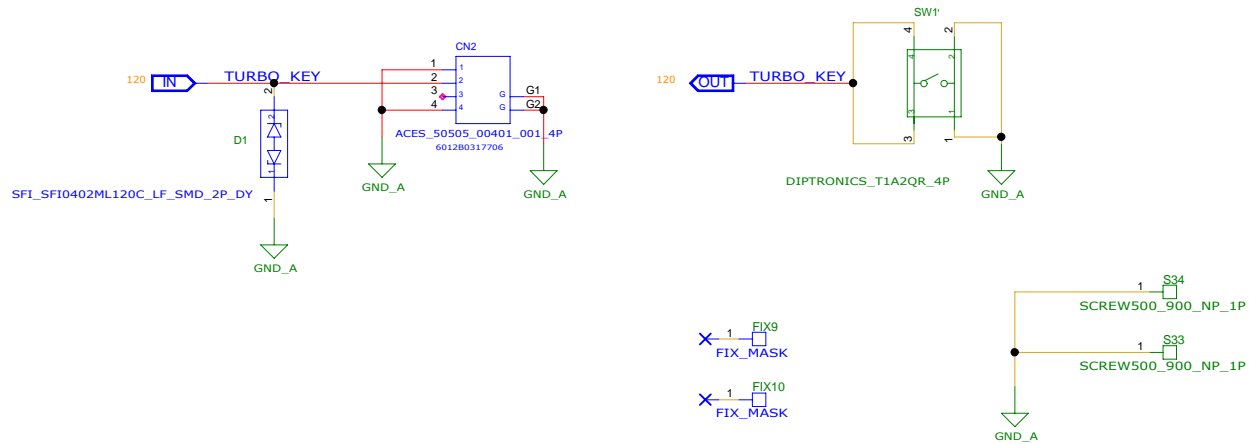 SW1'
4
2
4
2
3
1
3
1
CN2
1
2
3
4
1
2
3
4
G
G
G1
G2
120
IN
TURBO_KEY
2
2
D1
1
1
ACES_50505_00401_001_4P
6012B0317706
GND_A
GND_A
SFI_SFI0402ML120C_LF_SMD_2P_DY
GND_A
120
OUT
TURBO_KEY
DIPTRONICS_T1A2QR_4P
GND_A
S34
1
SCREW500_900_NP_1P
FIX9
1
FIX_MASK
S33
1
SCREW500_900_NP_1P
FIX10
1
FIX_MASK
GND_A